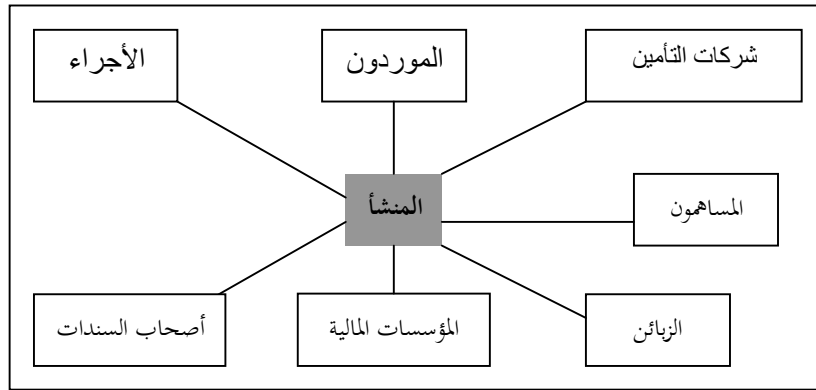 شركات التأمين
الموردون
الأجراء
المساهمون
المنشأ
الزبائن
المؤسسات المالية
أصحاب السندات